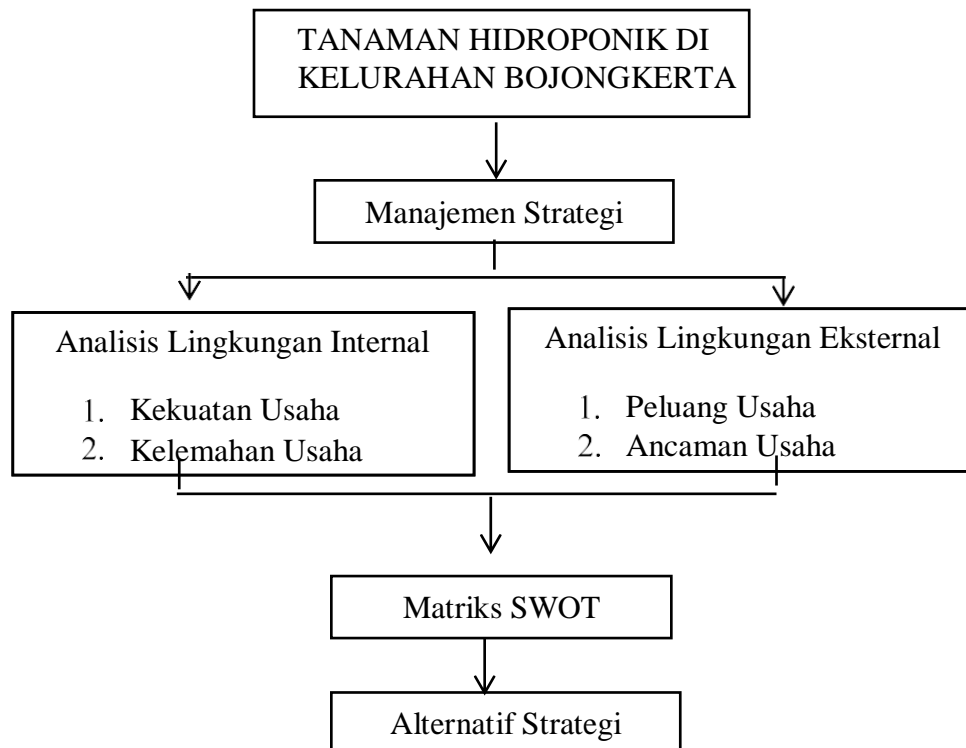 TANAMAN HIDROPONIK DI
KELURAHAN BOJONGKERTA
Manajemen Strategi
Analisis Lingkungan Internal
1. Kekuatan Usaha
2. Kelemahan Usaha
Analisis Lingkungan Eksternal
1. Peluang Usaha
2. Ancaman Usaha
Matriks SWOT
Alternatif Strategi